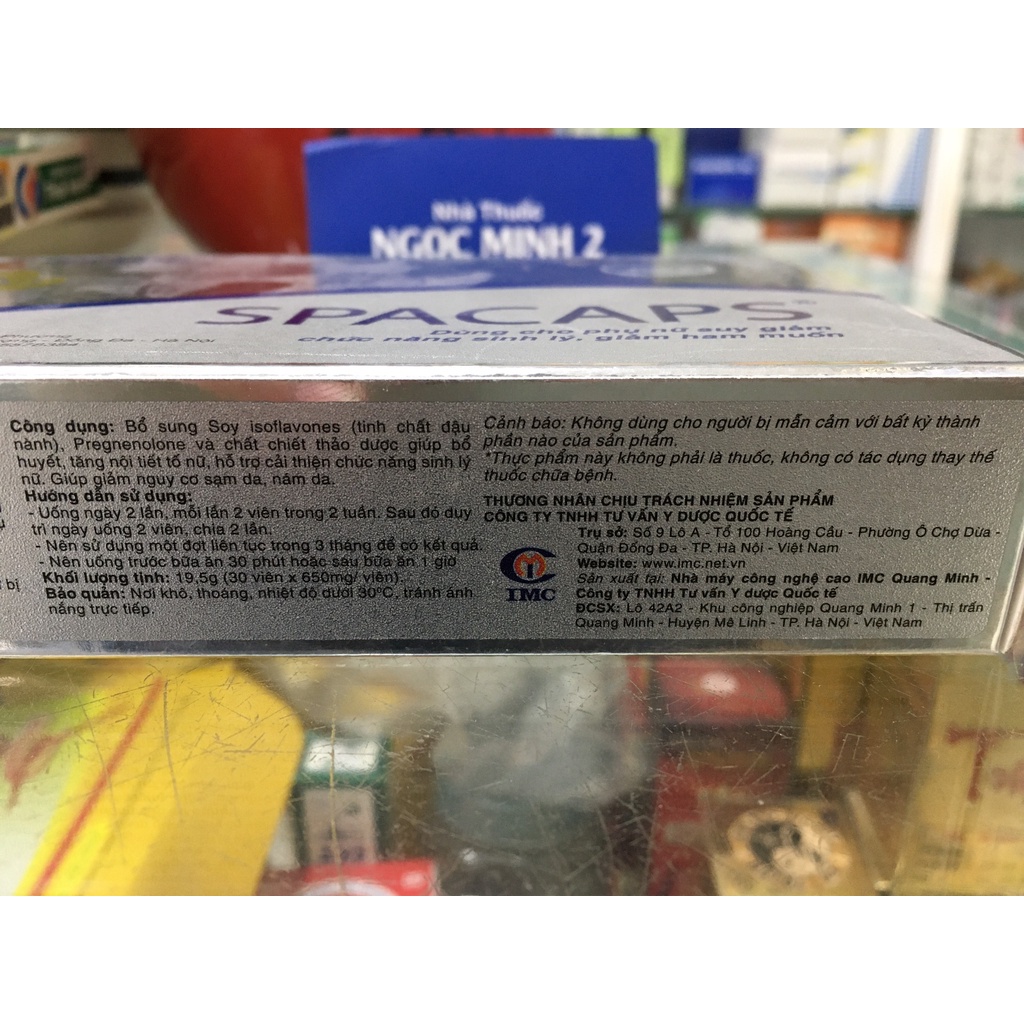 Nhà Thuốc
NGỌC MINH 2
SPACAPS®
Dùng cho phụ nữ suy giảm
chức năng sinh lý, giảm ham muốn
Đống Đa - Hà Nội
Công dụng: Bổ sung Soy isoflavones (tinh chất đậu
nành), Pregnenolone và chất chiết thảo dược giúp bổ
huyết, tăng nội tiết tố nữ, hỗ trợ cải thiện chức năng sinh lý
nữ. Giúp giảm nguy cơ sạm da, nám da.
Hướng dẫn sử dụng:
- Uống ngày 2 lần, mỗi lần 2 viên trong 2 tuần. Sau đó duy
trì ngày uống 2 viên, chia 2 lần.
- Nên sử dụng một đợt liên tục trong 3 tháng để có kết quả.
- Nên uống trước bữa ăn 30 phút hoặc sau bữa ăn 1 giờ
Khối lượng tịnh: 19,5g (30 viên x 650mg/ viên).
Bảo quản: Nơi khô, thoáng, nhiệt độ dưới 30ºC, tránh ánh
nắng trực tiếp.
bị
Cảnh báo: Không dùng cho người bị mẫn cảm với bất kỳ thành
phần nào của sản phẩm.
*Thực phẩm này không phải là thuốc, không có tác dụng thay thế
thuốc chữa bệnh.
THƯƠNG NHÂN CHỊU TRÁCH NHIỆM SẢN PHẨM
CÔNG TY TNHH TƯ VẤN Y DƯỢC QUỐC TẾ
Trụ sở: Số 9 Lô A - Tổ 100 Hoàng Cầu - Phường Ô Chợ Dừa -
Quận Đống Đa - TP. Hà Nội - Việt Nam
Website: www.imc.net.vn
Sản xuất tại: Nhà máy công nghệ cao IMC Quang Minh -
Công ty TNHH Tư vấn Y dược Quốc tế
ĐCSX: Lô 42A2 - Khu công nghiệp Quang Minh 1 - Thị trấn
Quang Minh - Huyện Mê Linh - TP. Hà Nội - Việt Nam
IMC